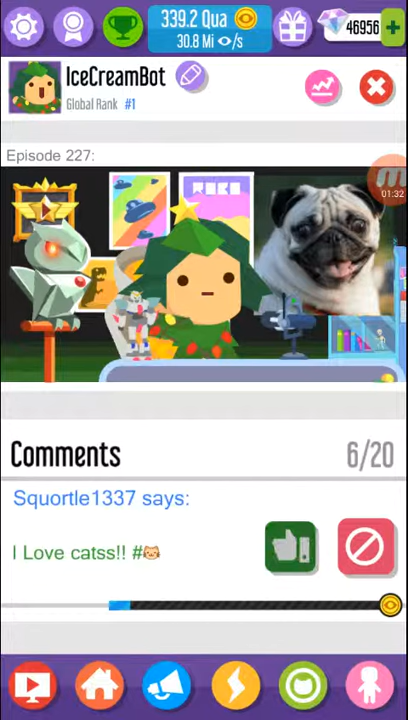 339.2 Qua
30.8 Mi /s
46956
IceCreamBot
Global Rank #1
Episode 227:
01:32
Comments
6/20
Squortle1337 says:
I Love catss!! #🐱